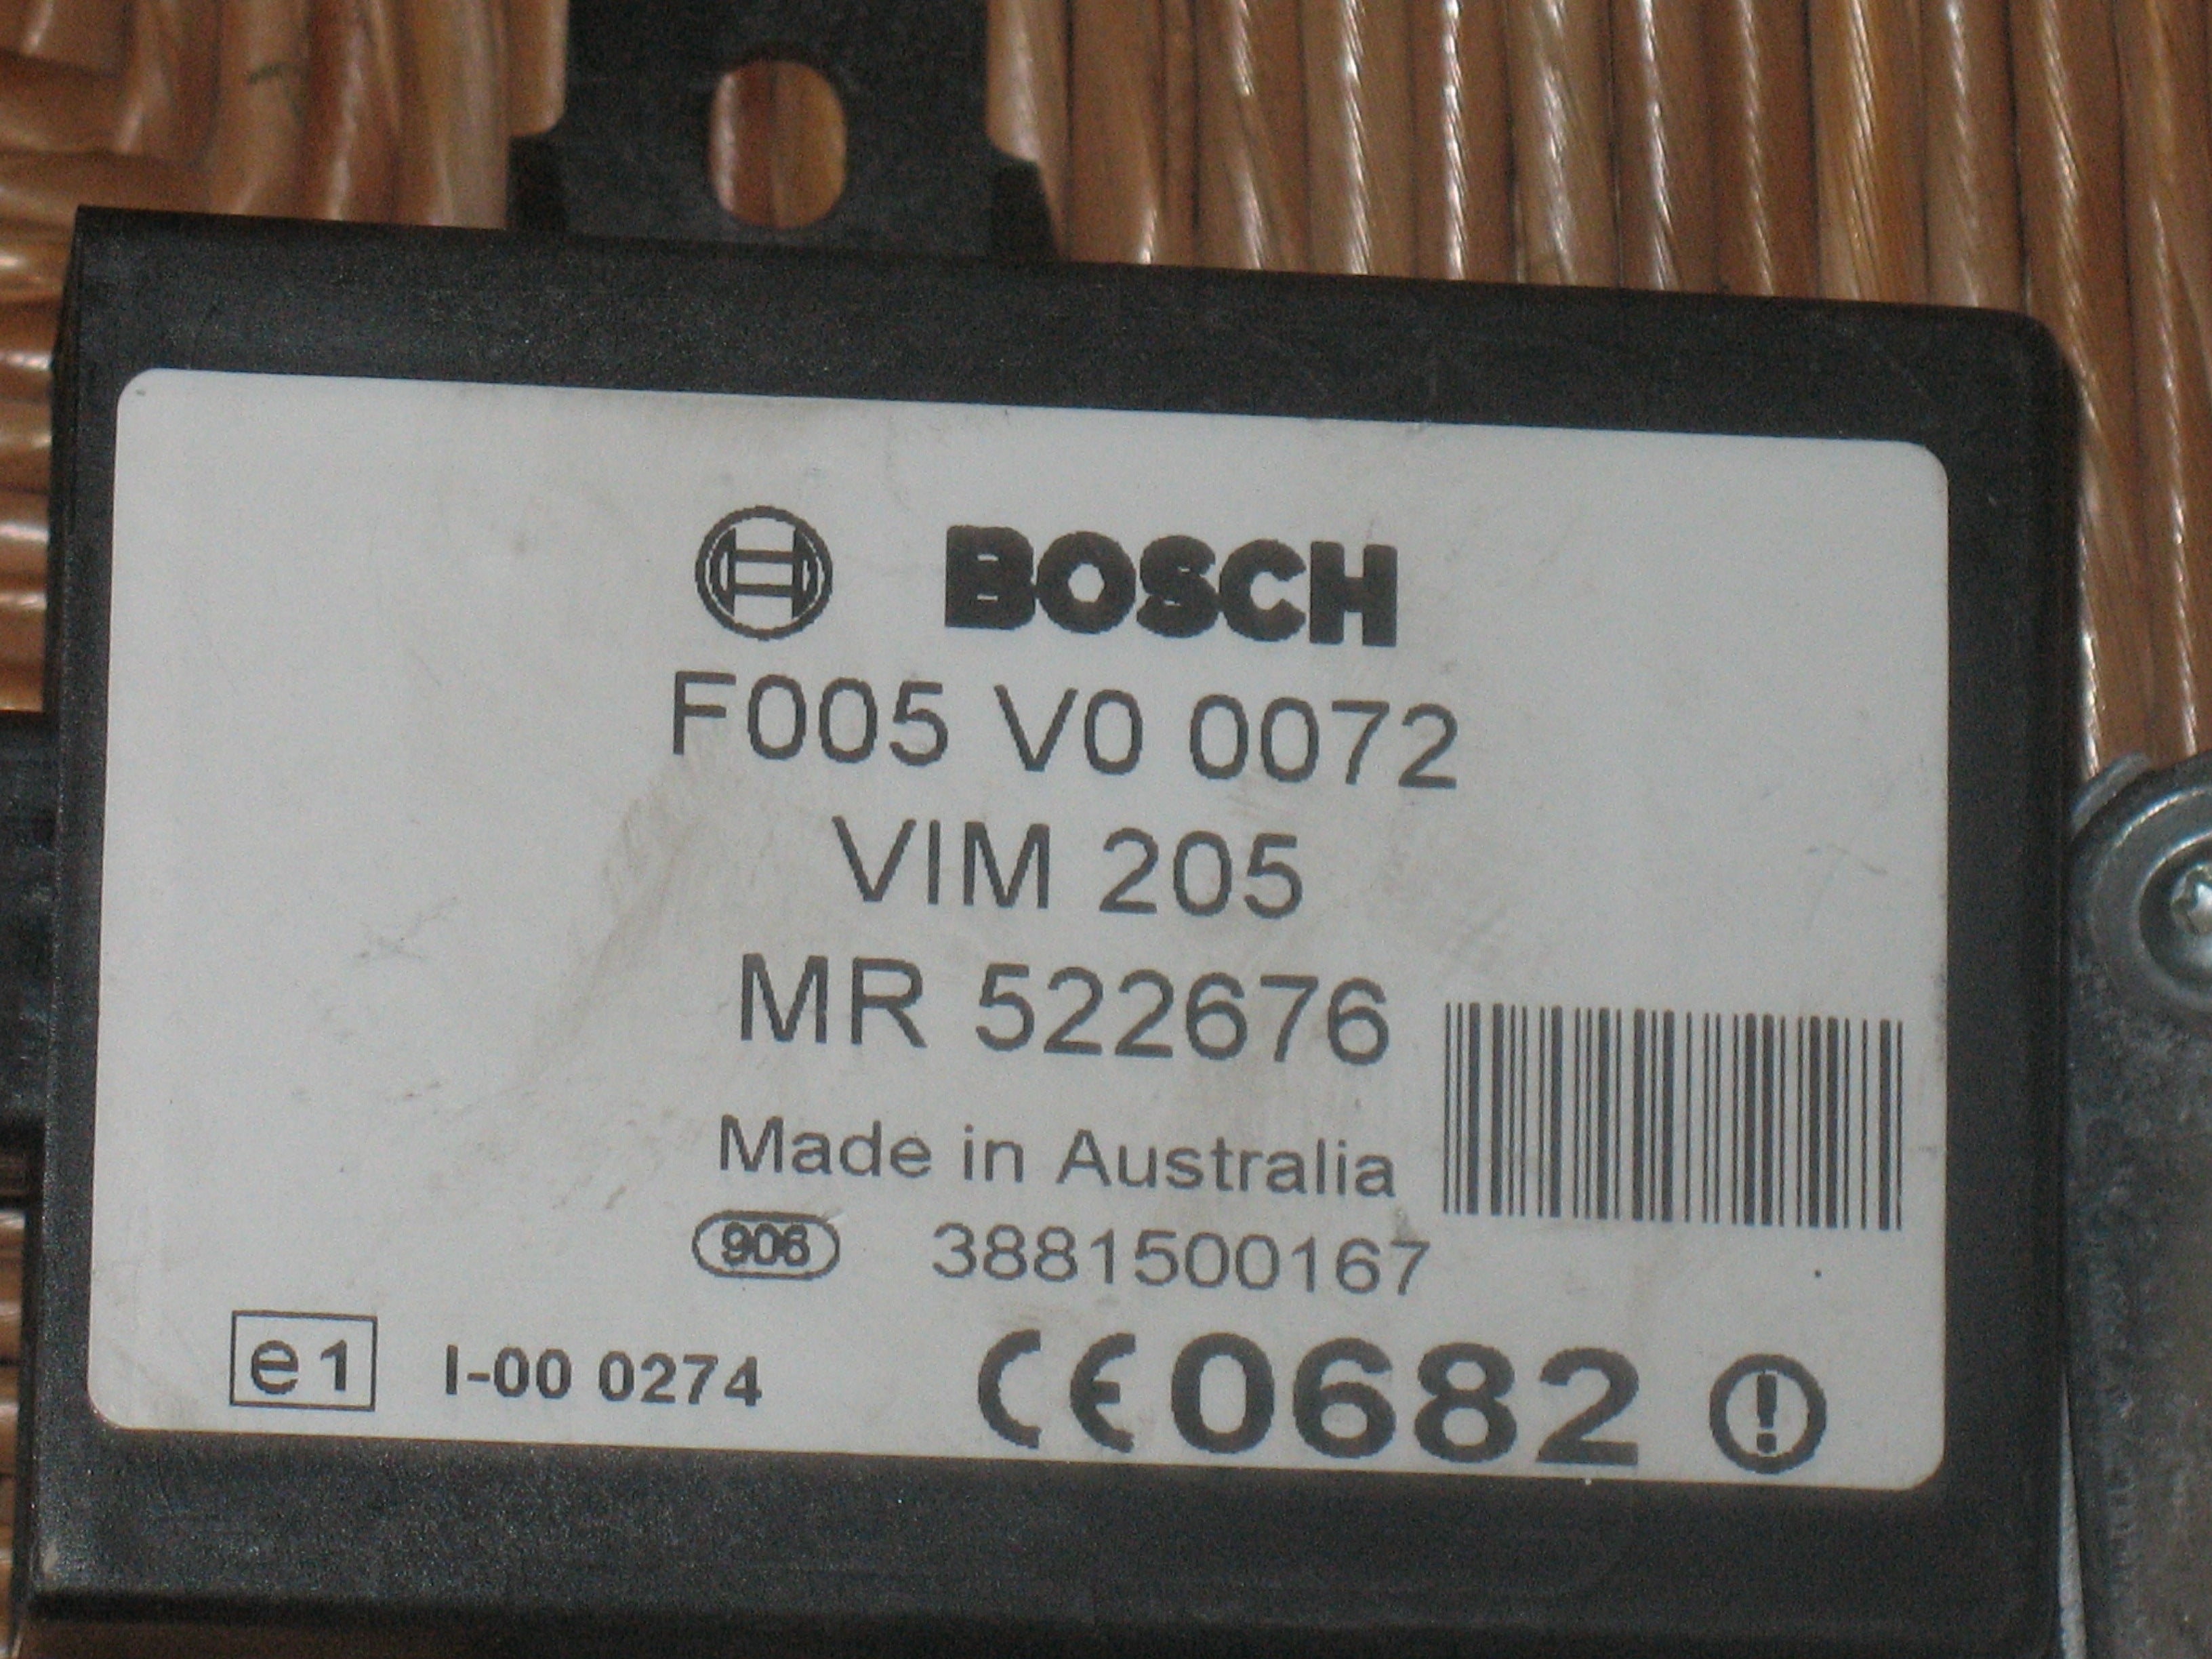 BOSCH
F005 V0 0072
VIM 205
MR 522676
Made in Australia
906 3881500167
e1 I-00 0274 CE0682 !